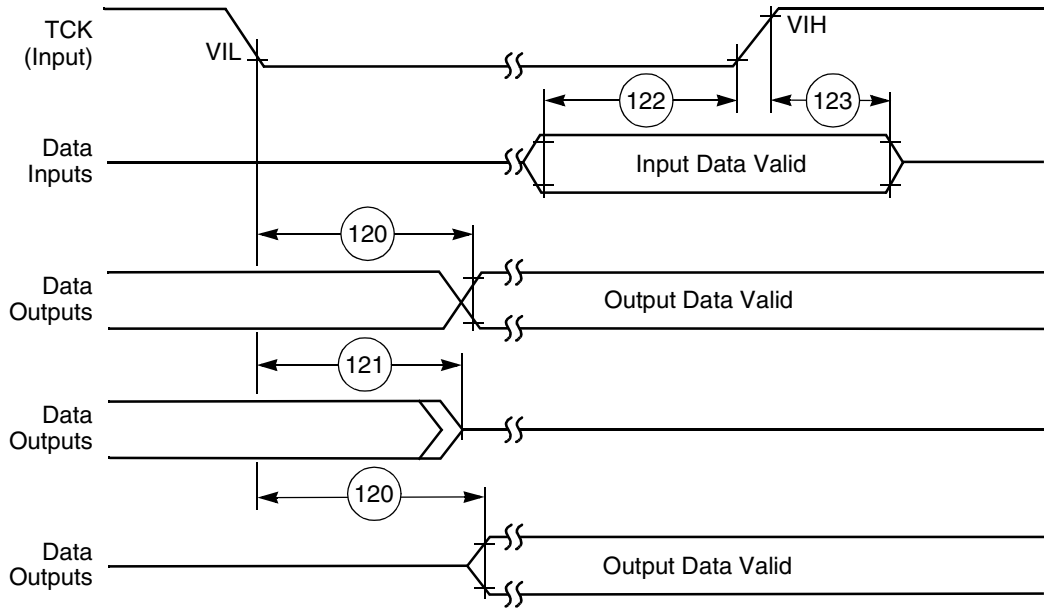 TCK
(Input)
VIL
VIH
122
123
Data
Inputs
Input Data Valid
120
Data
Outputs
Output Data Valid
121
Data
Outputs
120
Data
Outputs
Output Data Valid